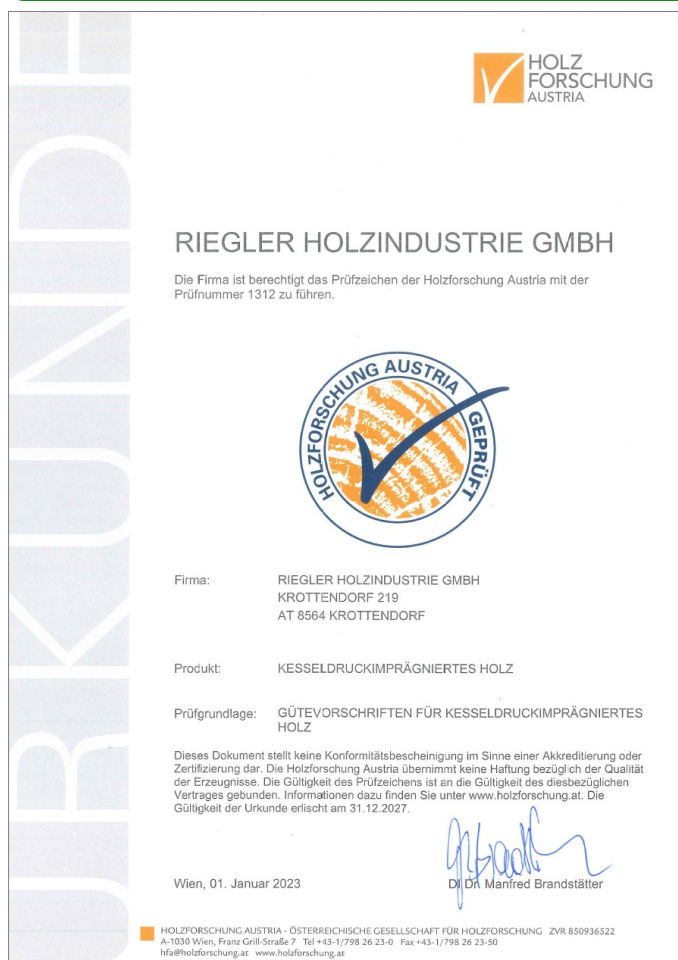 URKUNDE
HOLZ
FORSCHUNG
AUSTRIA
RIEGLER HOLZINDUSTRIE GMBH
Die Firma ist berechtigt das Prüfzeichen der Holzforschung Austria mit der
Prüfnummer 1312 zu führen.
HOLZFORSCHUNG AUSTRIA GEPRÜFT
Firma: RIEGLER HOLZINDUSTRIE GMBH
KROTTENDORF 219
AT 8564 KROTTENDORF
Produkt: KESSELDRUCKIMPRÄGNIERTES HOLZ
Prüfgrundlage: GÜTEVORSCHRIFTEN FÜR KESSELDRUCKIMPRÄGNIERTES
HOLZ
Dieses Dokument stellt keine Konformitätsbescheinigung im Sinne einer Akkreditierung oder
Zertifizierung dar. Die Holzforschung Austria übernimmt keine Haftung bezüglich der Qualität
der Erzeugnisse. Die Gültigkeit des Prüfzeichens ist an die Gültigkeit des diesbezüglichen
Vertrages gebunden. Informationen dazu finden Sie unter www.holzforschung.at. Die
Gültigkeit der Urkunde erlischt am 31.12.2027.
Wien, 01. Januar 2023
DI Dr. Manfred Brandstätter
HOLZFORSCHUNG AUSTRIA - ÖSTERREICHISCHE GESELLSCHAFT FÜR HOLZFORSCHUNG ZVR 850936522
A-1030 Wien, Franz Grill-Straße 7 Tel +43-1/798 26 23-0 Fax +43-1/798 26 23-50
hfa@holzforschung.at www.holzforschung.at